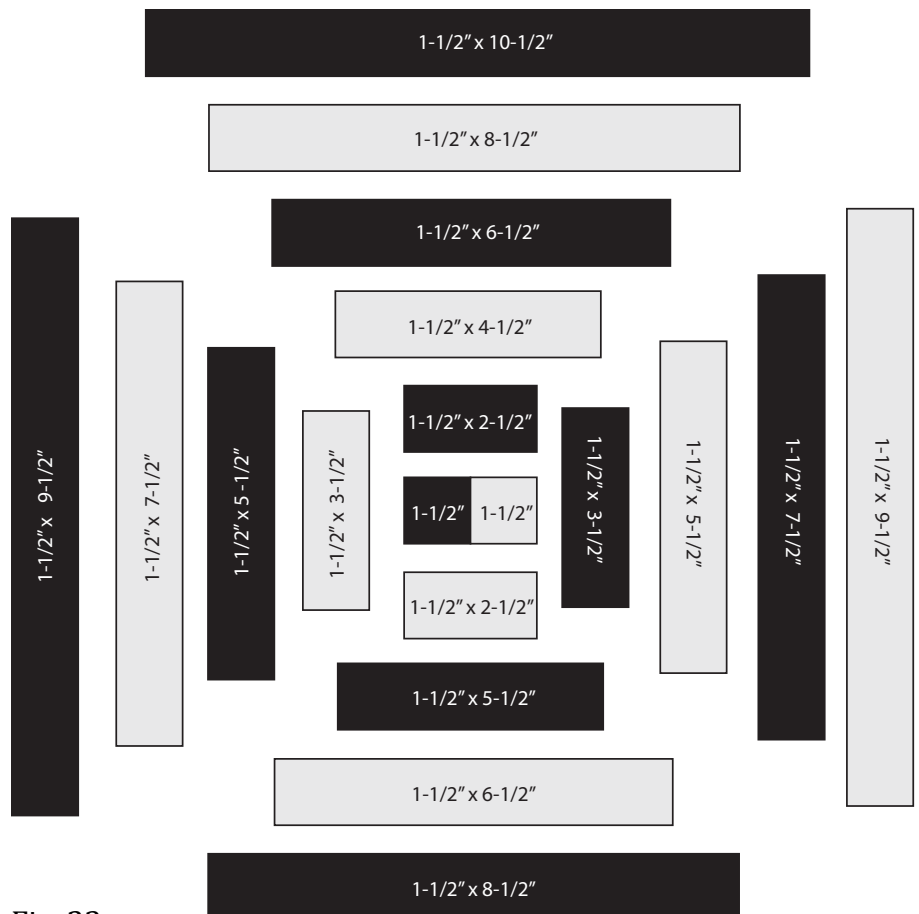 1-1/2” x 10-1/2”
1-1/2” x 8-1/2”
1-1/2” x 6-1/2”
1-1/2” x 4-1/2”
1-1/2” x 2-1/2”
1-1/2” x 9-1/2”
1-1/2” x 7-1/2”
1-1/2” x 5 -1/2”
1-1/2” x 3-1/2”
1-1/2”
1-1/2”
1-1/2” x 3-1/2”
1-1/2” x 5-1/2”
1-1/2” x 7-1/2”
1-1/2” x 9-1/2”
1-1/2” x 2-1/2”
1-1/2” x 5-1/2”
1-1/2” x 6-1/2”
1-1/2” x 8-1/2”